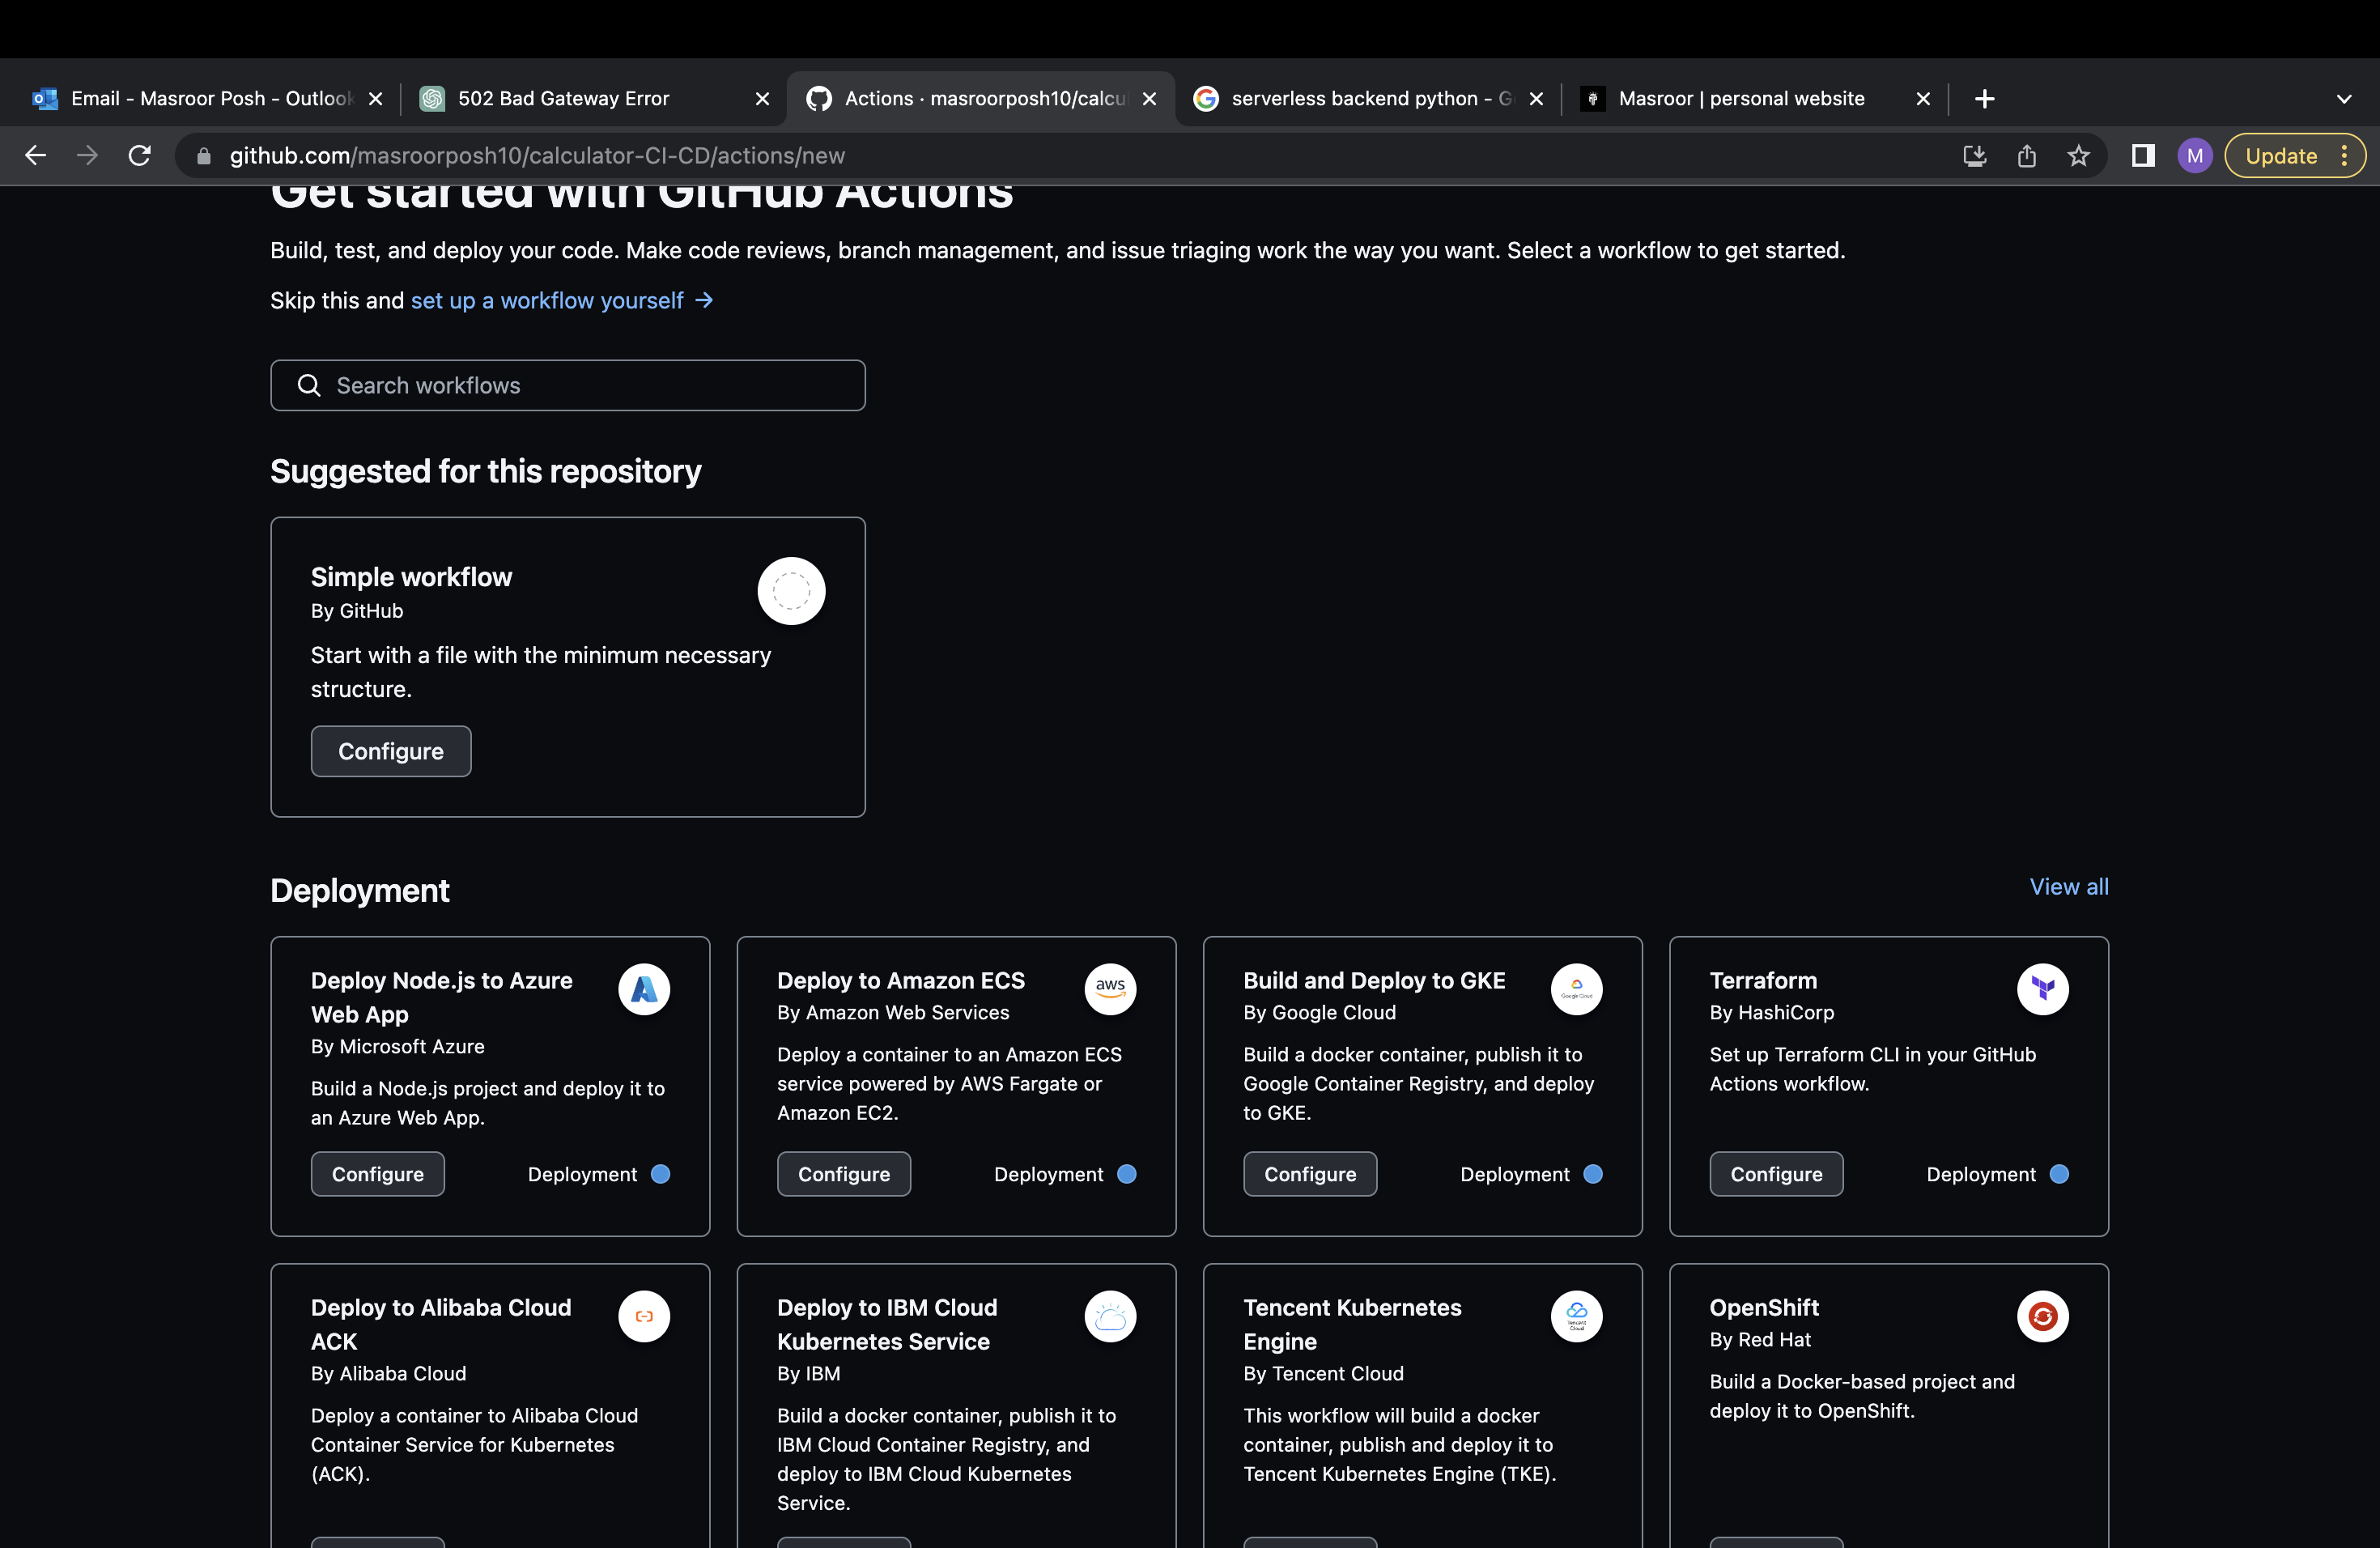 Email - Masroor Posh - Outlook
502 Bad Gateway Error
Actions · masroorposh10/calcu
serverless backend python - G
Masroor | personal website
github.com/masroorposh10/calculator-CI-CD/actions/new
M
Update
Get started with GitHub Actions
Build, test, and deploy your code. Make code reviews, branch management, and issue triaging work the way you want. Select a workflow to get started.
Skip this and set up a workflow yourself →
Search workflows
Suggested for this repository
Simple workflow
By GitHub
Start with a file with the minimum necessary
structure.
Configure
Deployment
View all
Deploy Node.js to Azure
Web App
By Microsoft Azure
Build a Node.js project and deploy it to
an Azure Web App.
Configure
Deployment
Deploy to Amazon ECS
By Amazon Web Services
aws
Deploy a container to an Amazon ECS
service powered by AWS Fargate or
Amazon EC2.
Configure
Deployment
Build and Deploy to GKE
By Google Cloud
Google Cloud
Build a docker container, publish it to
Google Container Registry, and deploy
to GKE.
Configure
Deployment
Terraform
By HashiCorp
Set up Terraform CLI in your GitHub
Actions workflow.
Configure
Deployment
Deploy to Alibaba Cloud
ACK
By Alibaba Cloud
Deploy a container to Alibaba Cloud
Container Service for Kubernetes
(ACK).
Deploy to IBM Cloud
Kubernetes Service
By IBM
Build a docker container, publish it to
IBM Cloud Container Registry, and
deploy to IBM Cloud Kubernetes
Service.
Tencent Kubernetes
Engine
By Tencent Cloud
Tencent
Cloud
This workflow will build a docker
container, publish and deploy it to
Tencent Kubernetes Engine (TKE).
OpenShift
By Red Hat
Build a Docker-based project and
deploy it to OpenShift.